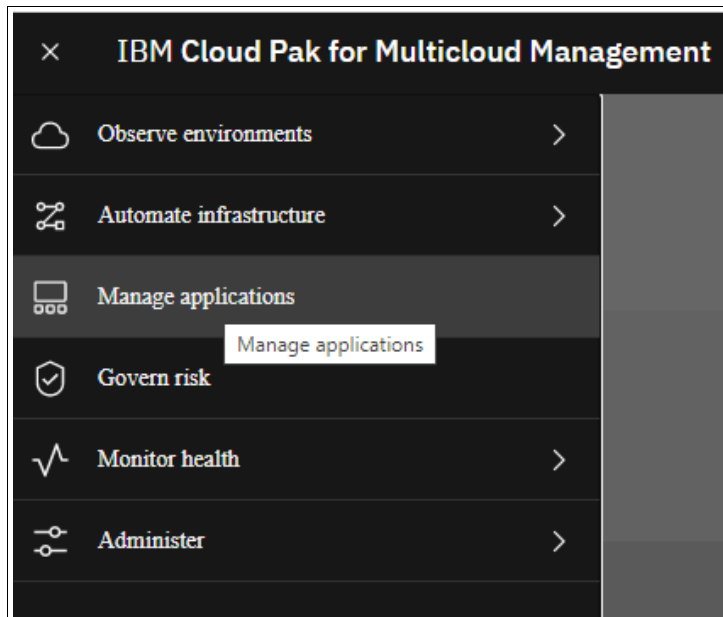 IBM Cloud Pak for Multicloud Management
Observe environments
Automate infrastructure
Manage applications
Manage applications
Govern risk
Monitor health
Administer